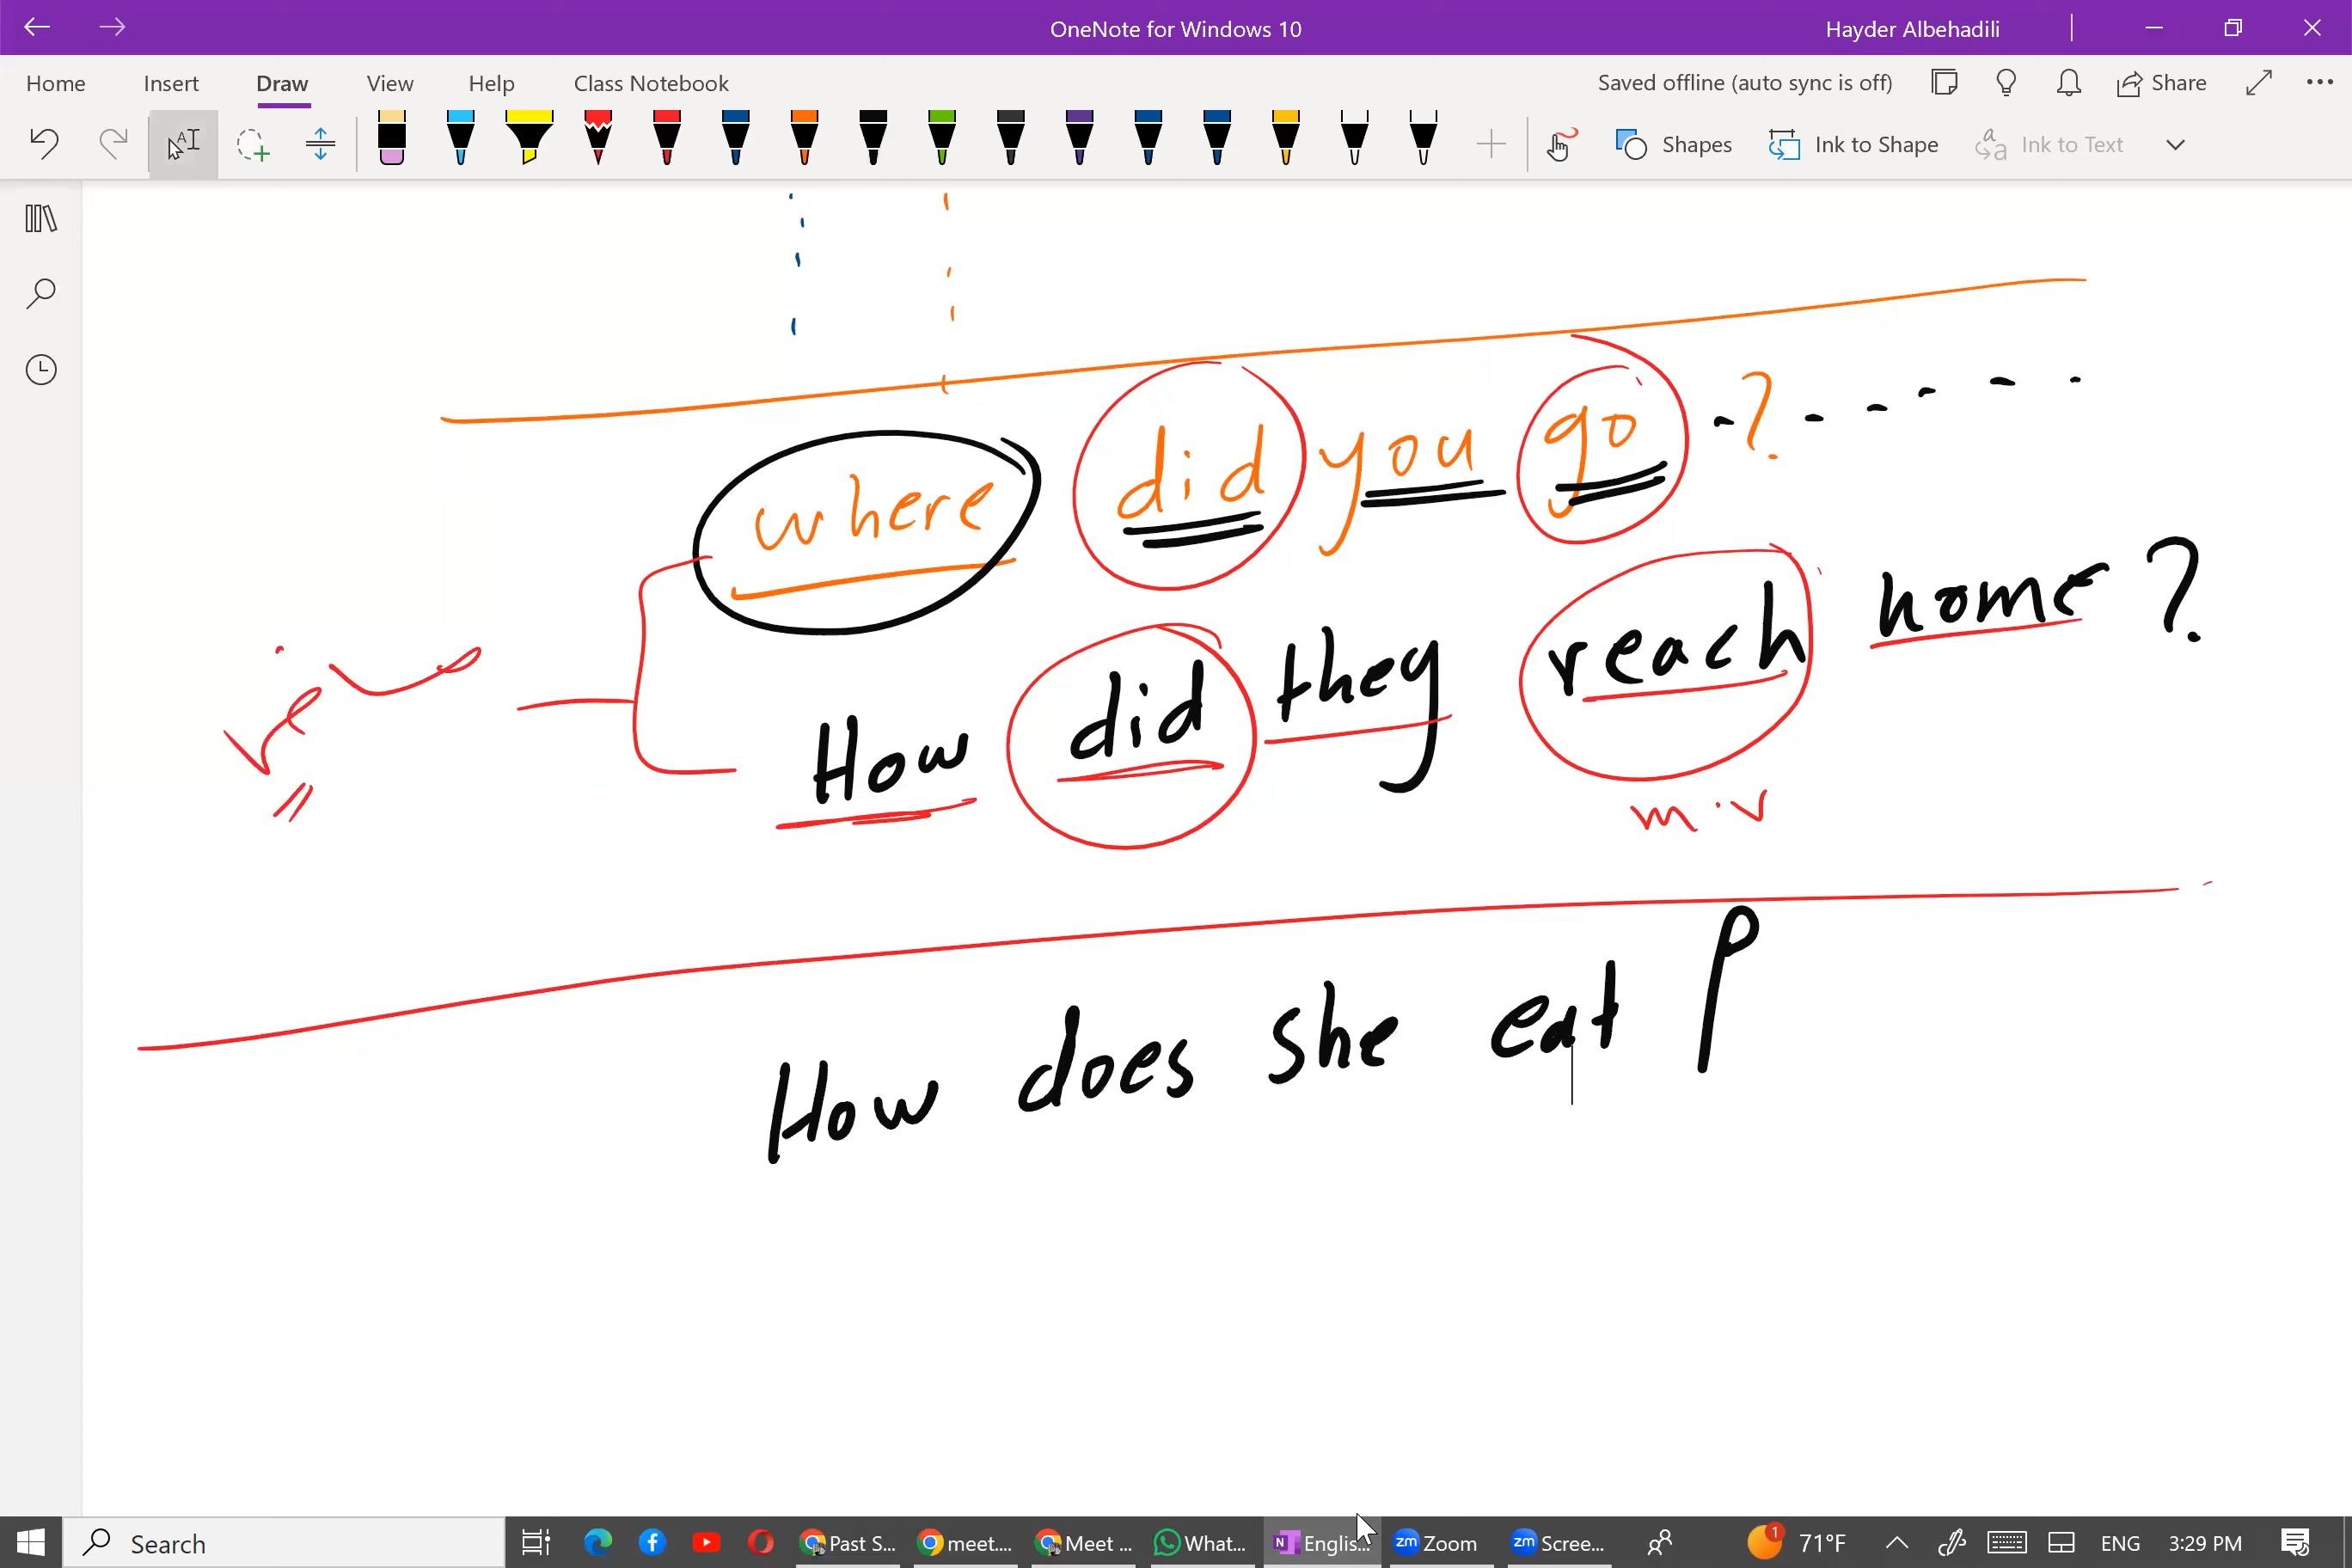 OneNote for Windows 10
Hayder Albehadili
Home Insert Draw View Help Class Notebook
Saved offline (auto sync is off) Share
Shapes Ink to Shape Ink to Text
where did you go ?
How did they reach home ?
m.v
How does she eat P
Search
Past S... meet.... Meet ... What... Englis... Zoom Scree... 1 71°F ENG 3:29 PM